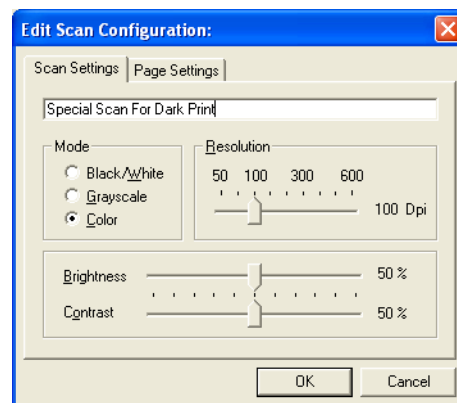 Edit Scan Configuration:
Scan Settings Page Settings
Special Scan For Dark Print
Mode
Black/White
Grayscale
Color
Resolution
50 100 300 600
100 Dpi
Brightness 50 %
Contrast 50 %
OK Cancel